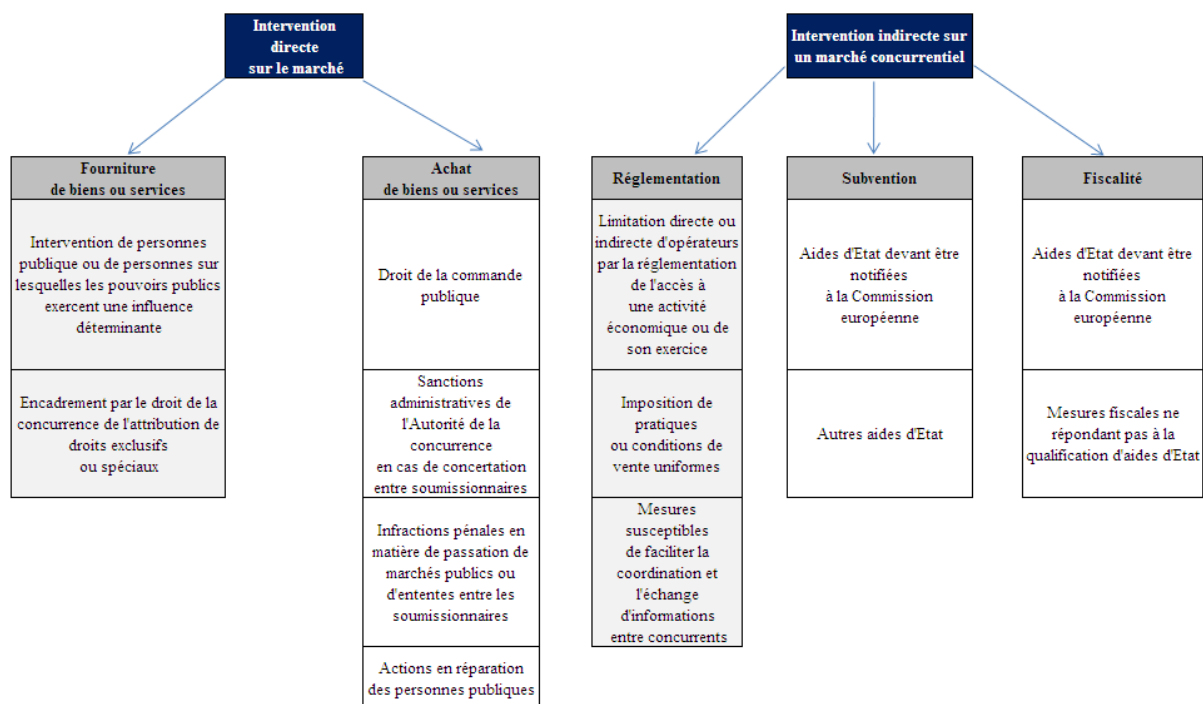 Intervention
directe
sur le marché
Intervention indirecte sur
un marché concurrentiel
Fourniture
de biens ou services
Intervention de personnes
publique ou de personnes sur
lesquelles les pouvoirs publics
exercent une influence
déterminante
Encadrement par le droit de la
concurrence de l'attribution de
droits exclusifs
ou spéciaux
Achat
de biens ou services
Droit de la commande
publique
Sanctions
administratives de
l'Autorité de la
concurrence
en cas de concertation
entre soumissionnaires
Infractions pénales en
matière de passation de
marchés publics ou
d'ententes entre les
soumissionnaires
Actions en réparation
des personnes publiques
Réglementation
Limitation directe ou
indirecte d'opérateurs
par la réglementation
de l'accès à
une activité
économique ou de
son exercice
Imposition de
pratiques
ou conditions de
vente uniformes
Mesures
susceptibles
de faciliter la
coordination et
l'échange
d'informations
entre concurrents
Subvention
Aides d'Etat devant être
notifiées
à la Commission
européenne
Autres aides d'Etat
Fiscalité
Aides d'Etat devant être
notifiées
à la Commission
européenne
Mesures fiscales ne
répondant pas à la
qualification d'aides d'Etat